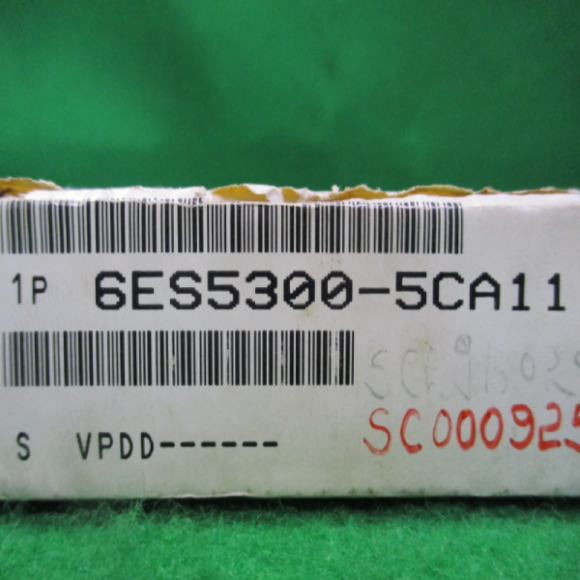 1P 6ES5300-5CA11
S VPDD------
SC000925